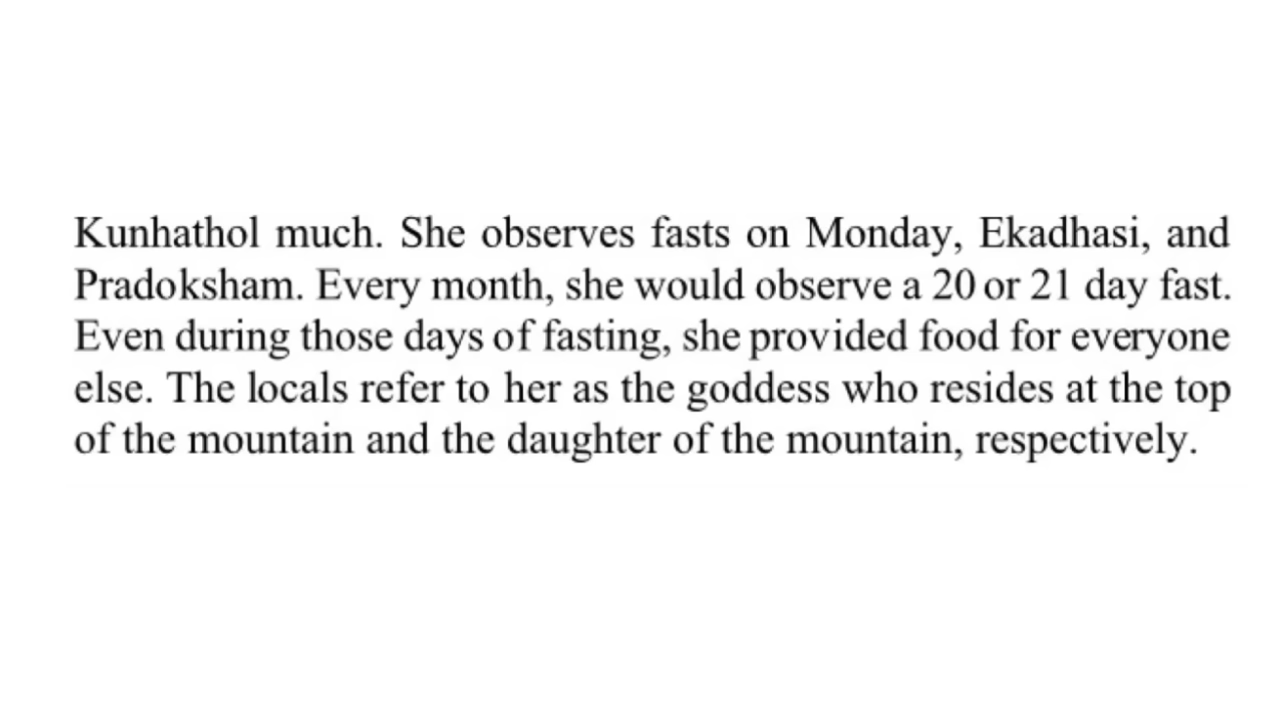 Kunhathol much. She observes fasts on Monday, Ekadhasi, and
Pradoksham. Every month, she would observe a 20 or 21 day fast.
Even during those days of fasting, she provided food for everyone
else. The locals refer to her as the goddess who resides at the top
of the mountain and the daughter of the mountain, respectively.